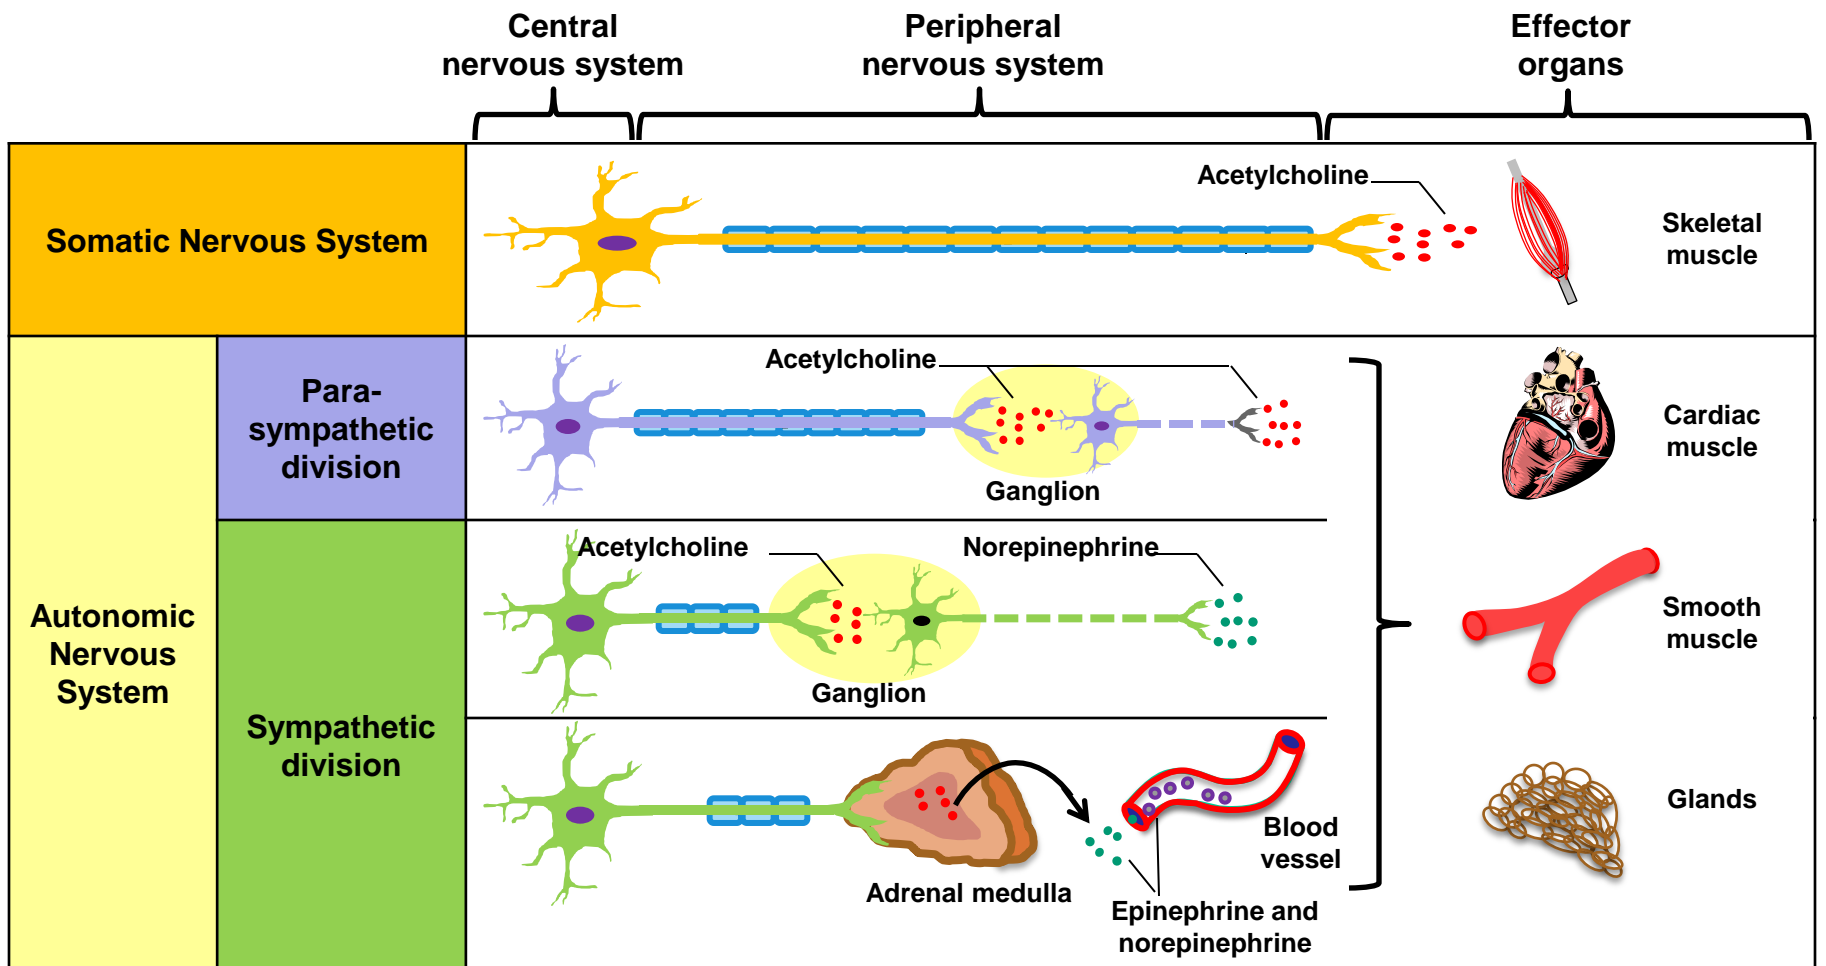 Central
nervous system
Peripheral
nervous system
Effector
organs
Somatic Nervous System
Acetylcholine
Skeletal
muscle
Autonomic
Nervous
System
Para-
sympathetic
division
Acetylcholine
Ganglion
Cardiac
muscle
Sympathetic
division
Acetylcholine
Norepinephrine
Ganglion
Smooth
muscle
Adrenal medulla
Blood
vessel
Epinephrine and
norepinephrine
Glands